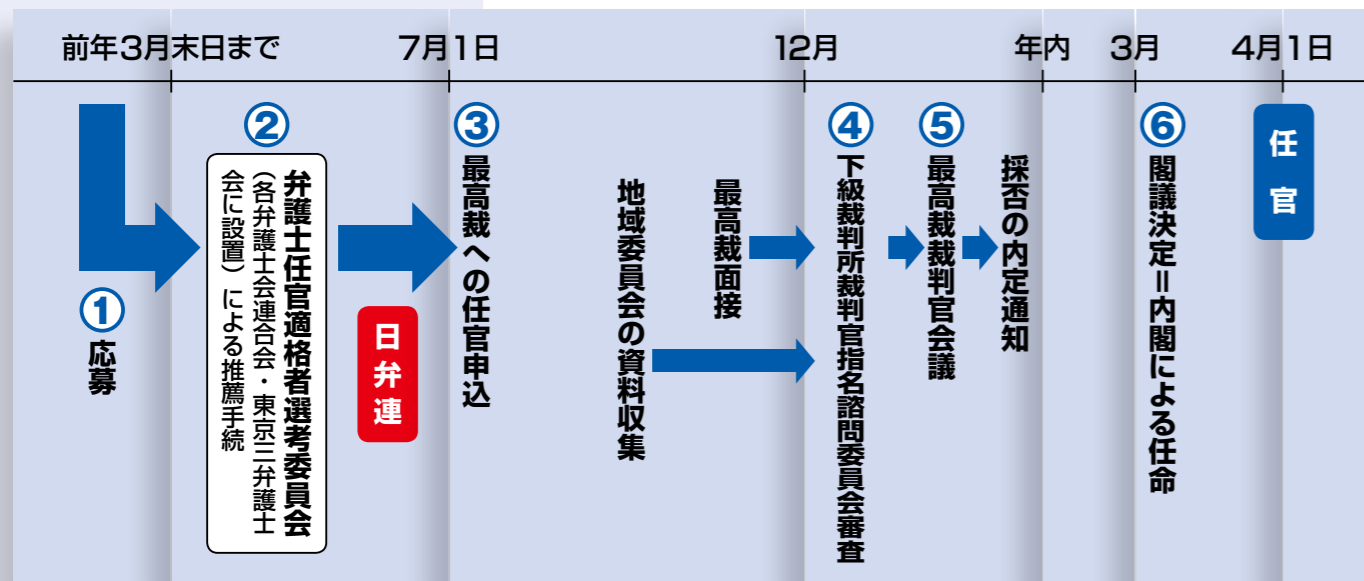 前年3月末日まで
7月1日
12月
年内
3月
4月1日
①
応募
②
弁護士任官適格者選考委員会
（各弁護士会連合会・東京三弁護士
会に設置）による推薦手続
日弁連
③
最高裁への任官申込
地域委員会の資料収集
最高裁面接
④
下級裁判所裁判官指名諮問委員会審査
⑤
最高裁裁判官会議
採否の内定通知
⑥
閣議決定＝内閣による任命
任官